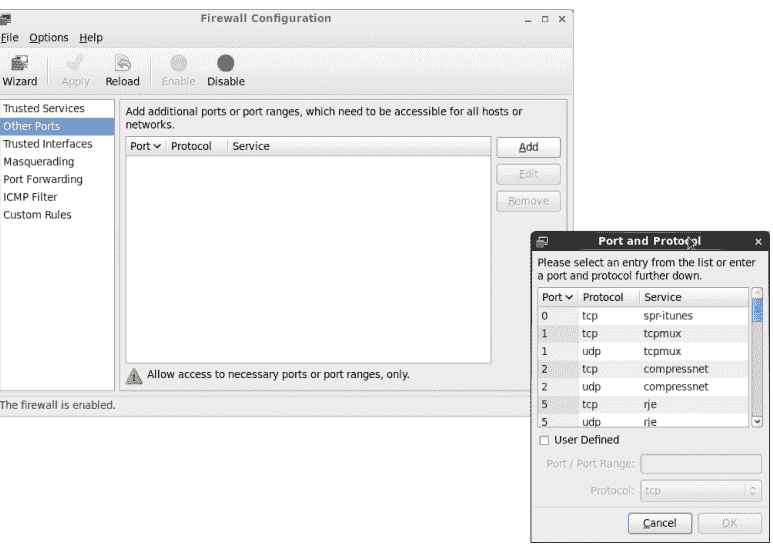 Firewall Configuration
File Options Help
Wizard Apply Reload Enable Disable
Trusted Services
Other Ports
Trusted Interfaces
Masquerading
Port Forwarding
ICMP Filter
Custom Rules
Add additional ports or port ranges, which need to be accessible for all hosts or
networks.
Port Protocol Service
Add
Edit
Remove
Allow access to necessary ports or port ranges, only.
The firewall is enabled.
Port and Protocol
Please select an entry from the list or enter
a port and protocol further down.
Port Protocol Service
0 tcp spr-itunes
1 tcp tcpmux
1 udp tcpmux
2 tcp compressnet
2 udp compressnet
5 tcp rje
5 udp rje
User Defined
Port / Port Range:
Protocol: tcp
Cancel OK